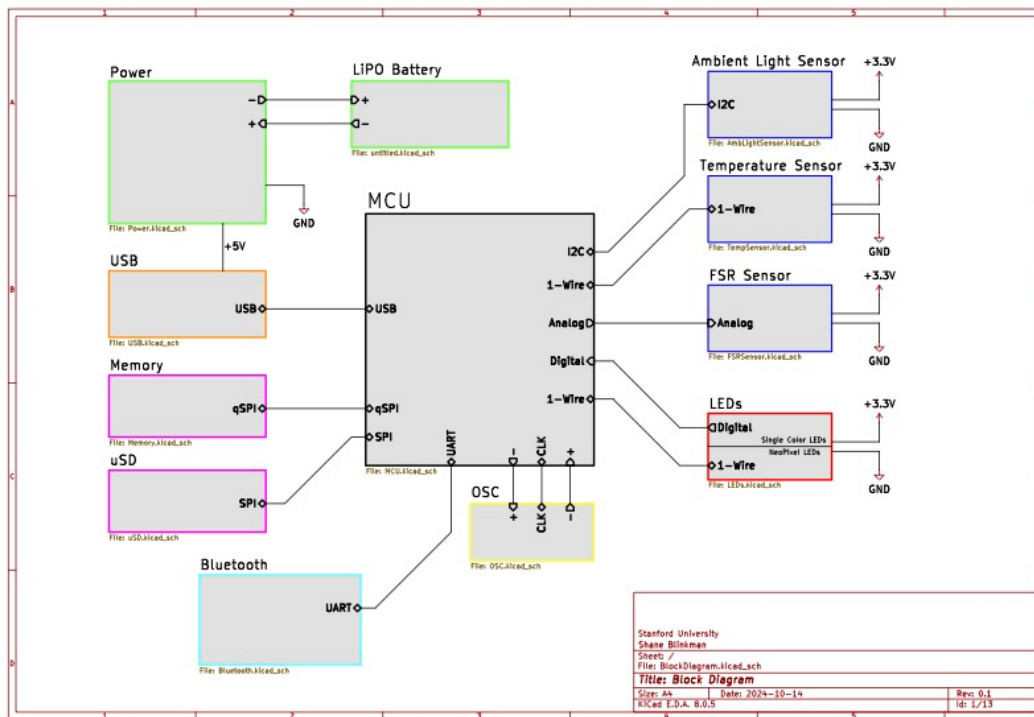 1 2 4 5
A
B
C
D
Power
-
+
GND
File: Power.kicad_sch
+5V
LiPO Battery
+
-
File: untitled.kicad_sch
USB
USB
File: USB.kicad_sch
Memory
qSPI
File: Memory.kicad_sch
uSD
SPI
File: uSD.kicad_sch
Bluetooth
UART
File: Bluetooth.kicad_sch
MCU
USB
qSPI
SPI
I2C
1-Wire
Analog
Digital
1-Wire
UART
-
CLK
+
File: MCU.kicad_sch
OSC
+
CLK
-
File: OSC.kicad_sch
Ambient Light Sensor
I2C
File: AmbLightSensor.kicad_sch
+3.3V
GND
Temperature Sensor
1-Wire
File: TempSensor.kicad_sch
+3.3V
GND
FSR Sensor
Analog
File: FSRSensor.kicad_sch
+3.3V
GND
LEDs
Digital
Single Color LEDs
NeoPixel LEDs
1-Wire
File: LEDs.kicad_sch
+3.3V
GND
Stanford University
Shane Blinkman
Sheet: /
File: BlockDiagram.kicad_sch
Title: Block Diagram
Size: A4 Date: 2024-10-14 Rev: 0.1
KiCad E.D.A. 8.0.5 Id: 1/13
1 2 3 4 5